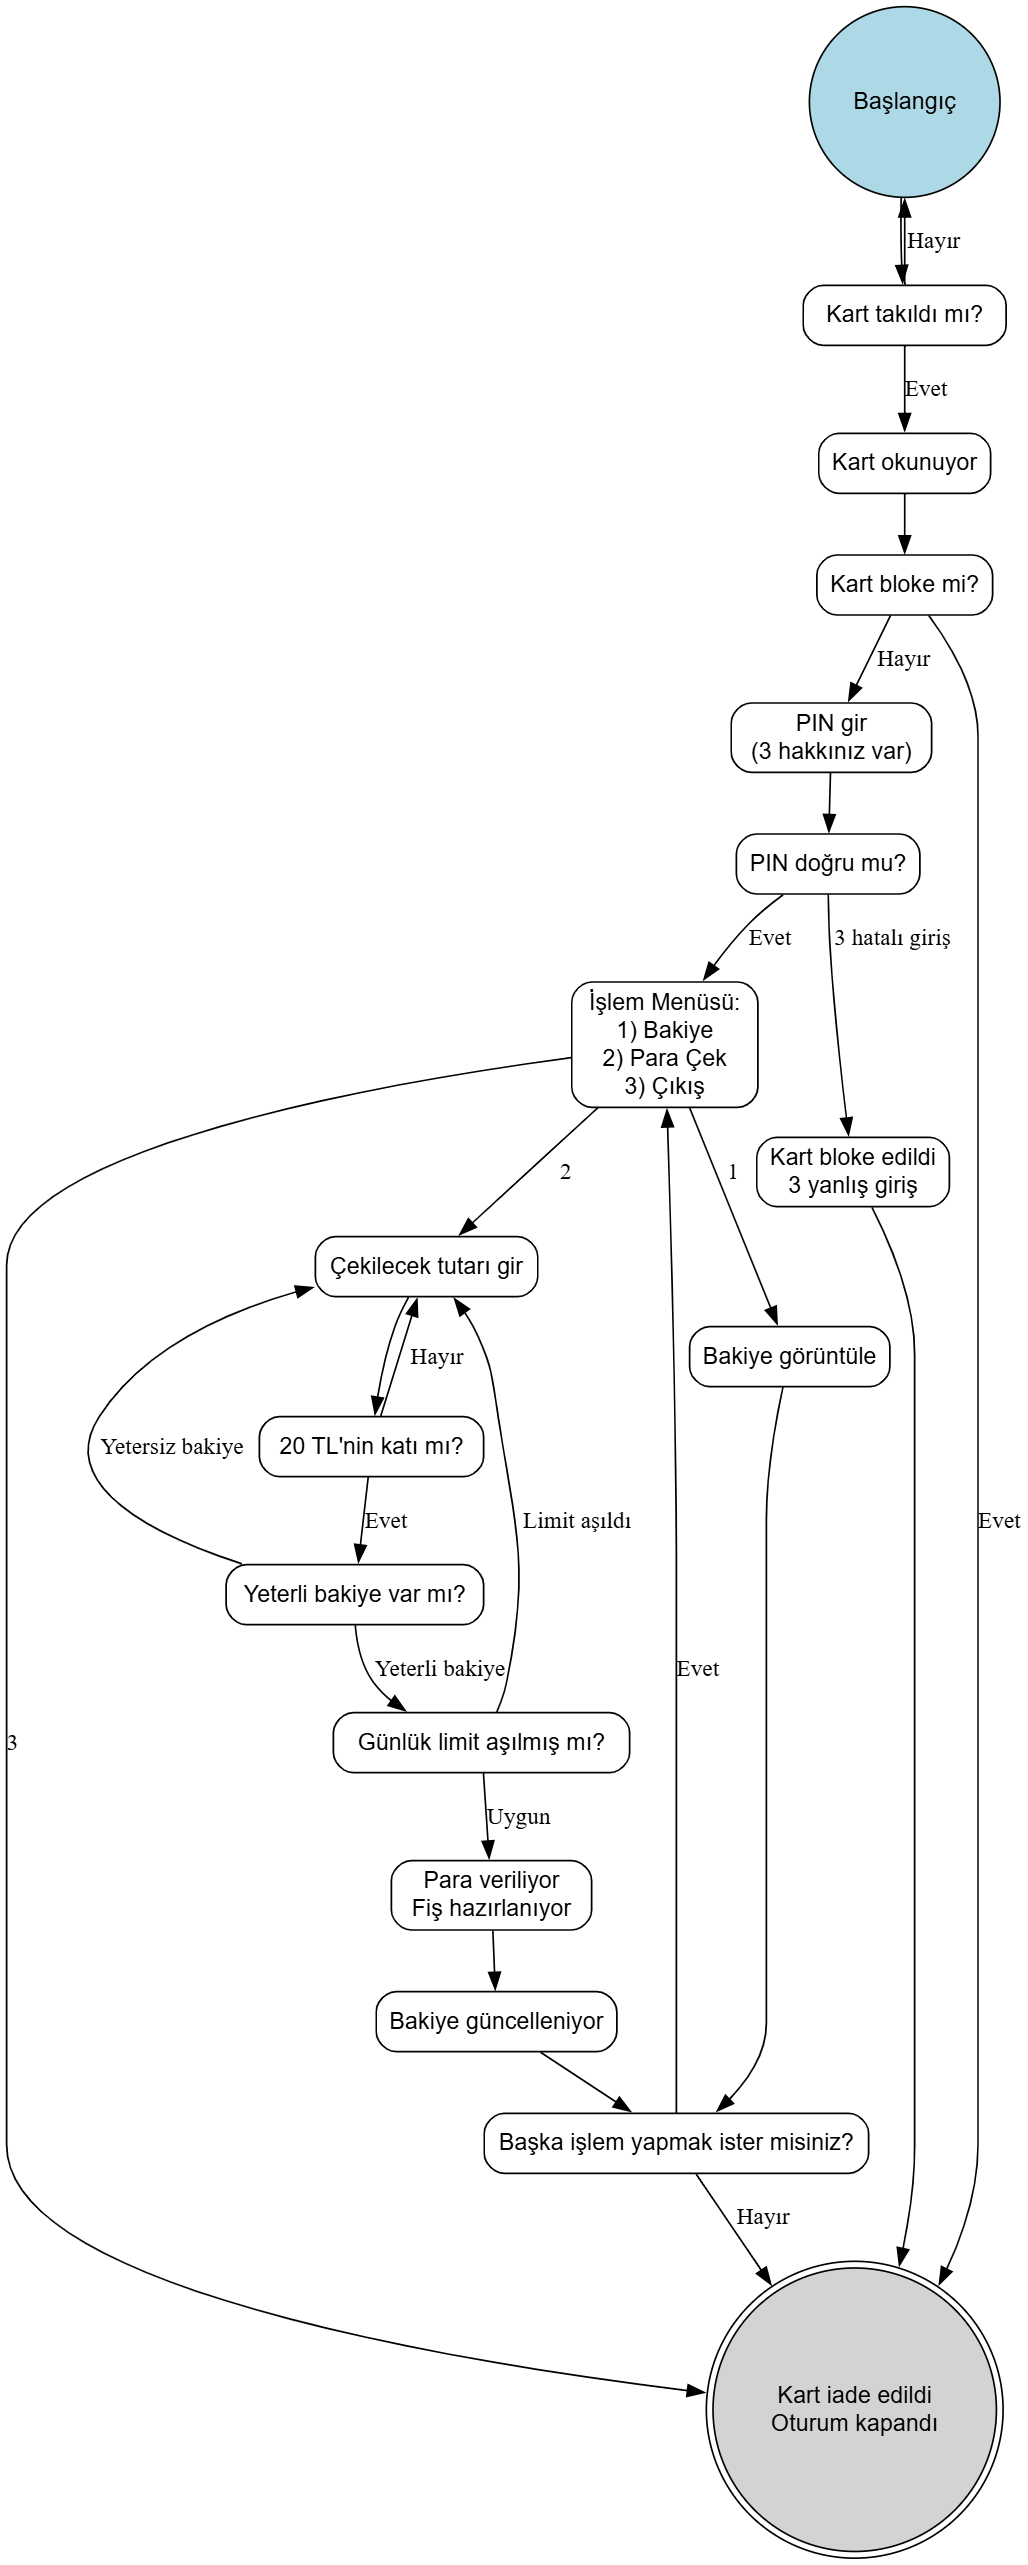 Başlangıç
Hayır
Kart takıldı mı?
Evet
Kart okunuyor
Kart bloke mi?
Hayır
PIN gir
(3 hakkınız var)
PIN doğru mu?
Evet
3 hatalı giriş
İşlem Menüsü:
1) Bakiye
2) Para Çek
3) Çıkış
Kart bloke edildi
3 yanlış giriş
2
1
Çekilecek tutarı gir
Hayır
Bakiye görüntüle
Yetersiz bakiye
20 TL'nin katı mı?
Evet
Limit aşıldı
Evet
Yeterli bakiye var mı?
Yeterli bakiye
Evet
3
Günlük limit aşılmış mı?
Uygun
Para veriliyor
Fiş hazırlanıyor
Bakiye güncelleniyor
Başka işlem yapmak ister misiniz?
Hayır
Kart iade edildi
Oturum kapandı